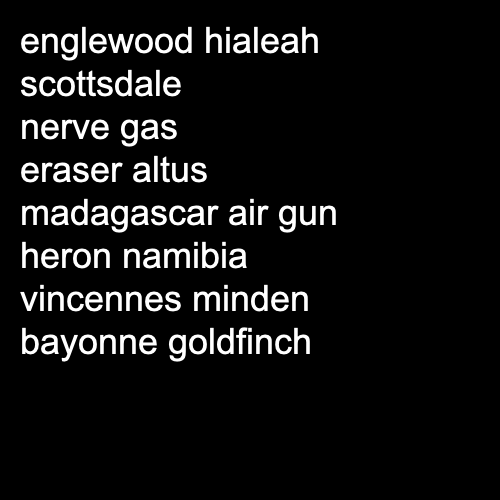 englewood hialeah
scottsdale
nerve gas
eraser altus
madagascar air gun
heron namibia
vincennes minden
bayonne goldfinch